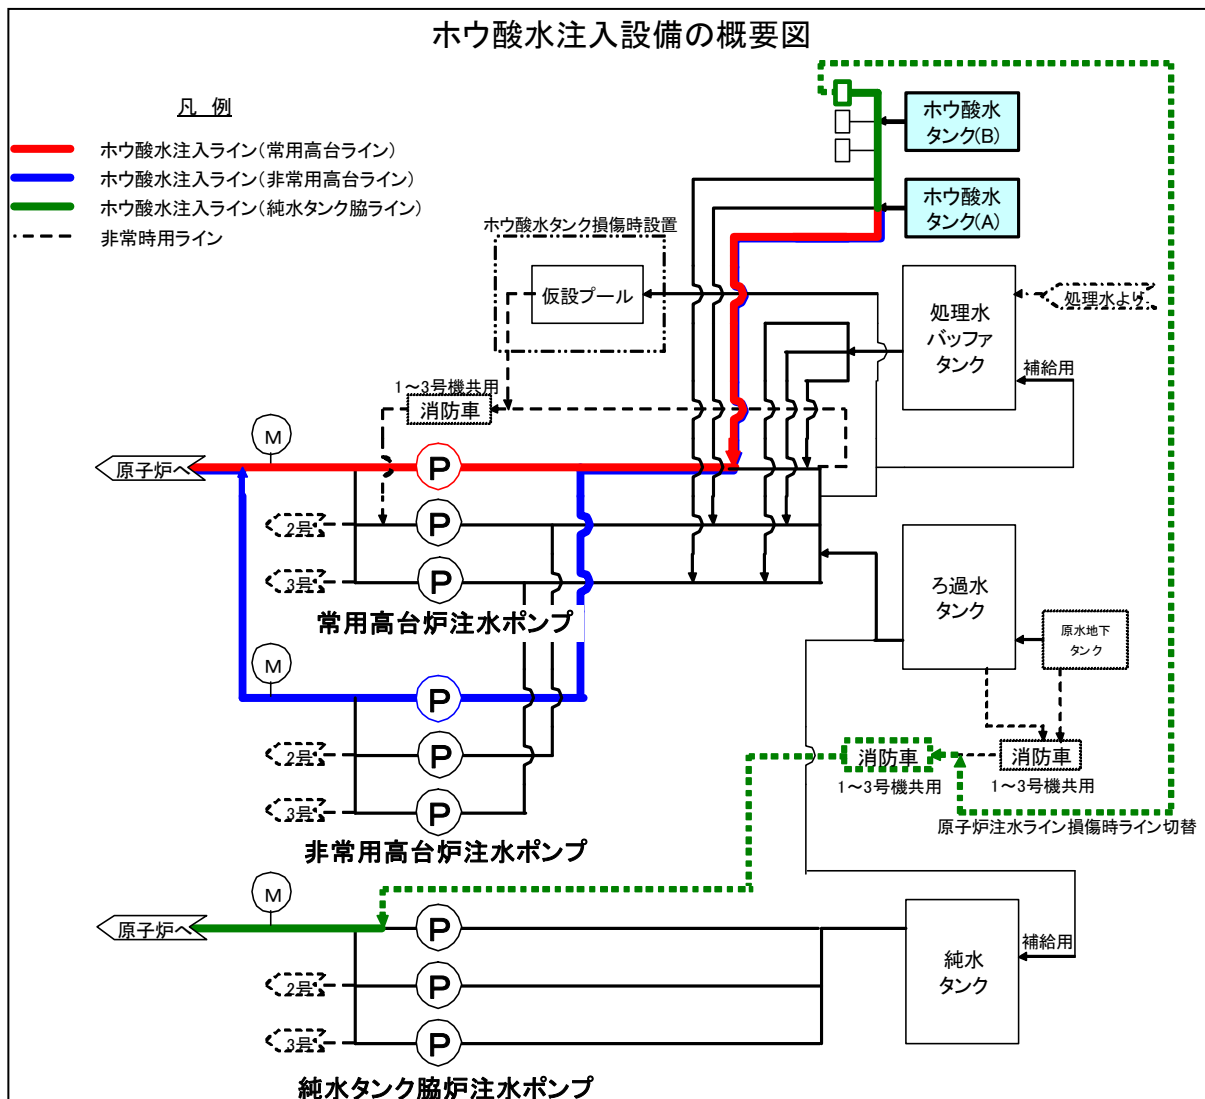 ホウ酸水注入設備の概要図
凡 例
ホウ酸水注入ライン(常用高台ライン)
ホウ酸水注入ライン(非常用高台ライン)
ホウ酸水注入ライン(純水タンク脇ライン)
非常時用ライン
ホウ酸水
タンク(B)
ホウ酸水
タンク(A)
ホウ酸水タンク損傷時設置
仮設プール
処理水
バッファ
タンク
処理水より
補給用
1~3号機共用
消防車
M
原子炉へ
P
2号
P
3号
P
常用高台炉注水ポンプ
ろ過水
タンク
原水地下
タンク
M
P
2号
P
3号
P
非常用高台炉注水ポンプ
消防車
1~3号機共用
消防車
1~3号機共用
原子炉注水ライン損傷時ライン切替
M
原子炉へ
P
2号
P
3号
P
純水タンク脇炉注水ポンプ
純水
タンク
補給用